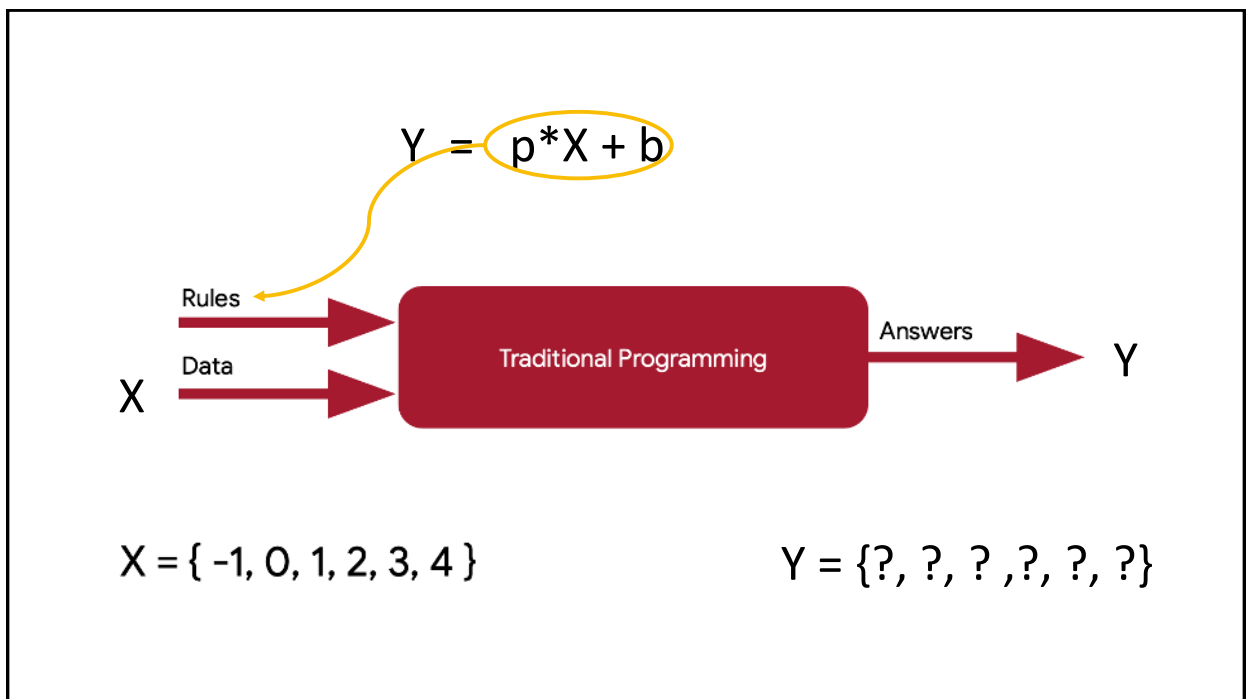 Y = p*X + b
Rules
Data
X
Traditional Programming
Answers
Y
X = { -1, 0, 1, 2, 3, 4 }
Y = {?, ?, ? ,?, ?, ?}